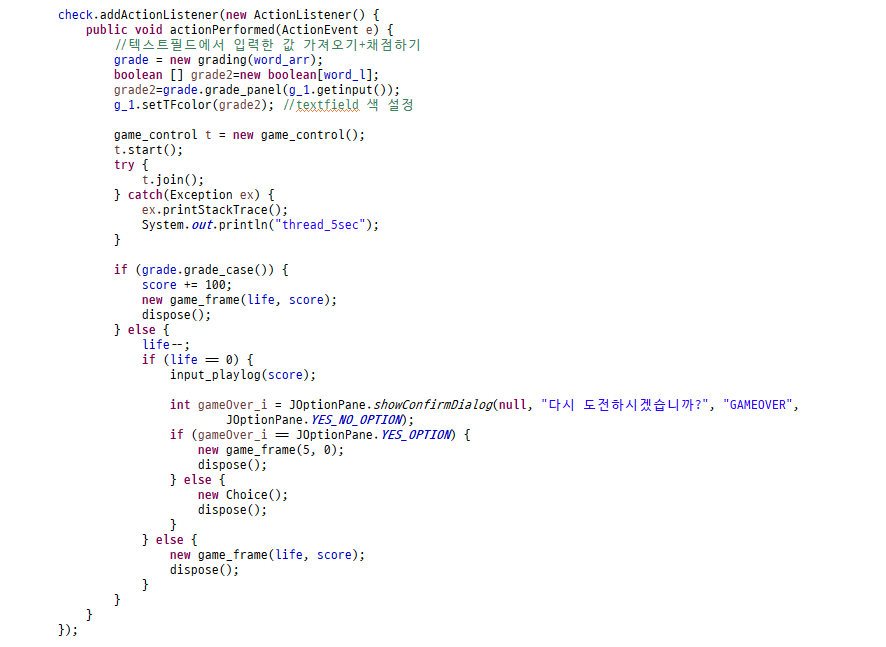 check.addActionListener(new ActionListener() {
public void actionPerformed(ActionEvent e) {
//텍스트필드에서 입력한 값 가져오기+채점하기
grade = new grading(word_arr);
boolean [] grade2=new boolean[word_l];
grade2=grade.grade_panel(g_1.getinput());
g_1.setTFcolor(grade2); //textfield 색 설정
game_control t = new game_control();
t.start();
try {
t.join();
} catch(Exception ex) {
ex.printStackTrace();
System.out.println("thread_5sec");
}
if (grade.grade_case()) {
score += 100;
new game_frame(life, score);
dispose();
} else {
life--;
if (life == 0) {
input_playlog(score);
int gameOver_i = JOptionPane.showConfirmDialog(null, "다시 도전하시겠습니까?", "GAMEOVER",
JOptionPane.YES_NO_OPTION);
if (gameOver_i == JOptionPane.YES_OPTION) {
new game_frame(5, 0);
dispose();
} else {
new Choice();
dispose();
}
} else {
new game_frame(life, score);
dispose();
}
}
}
});